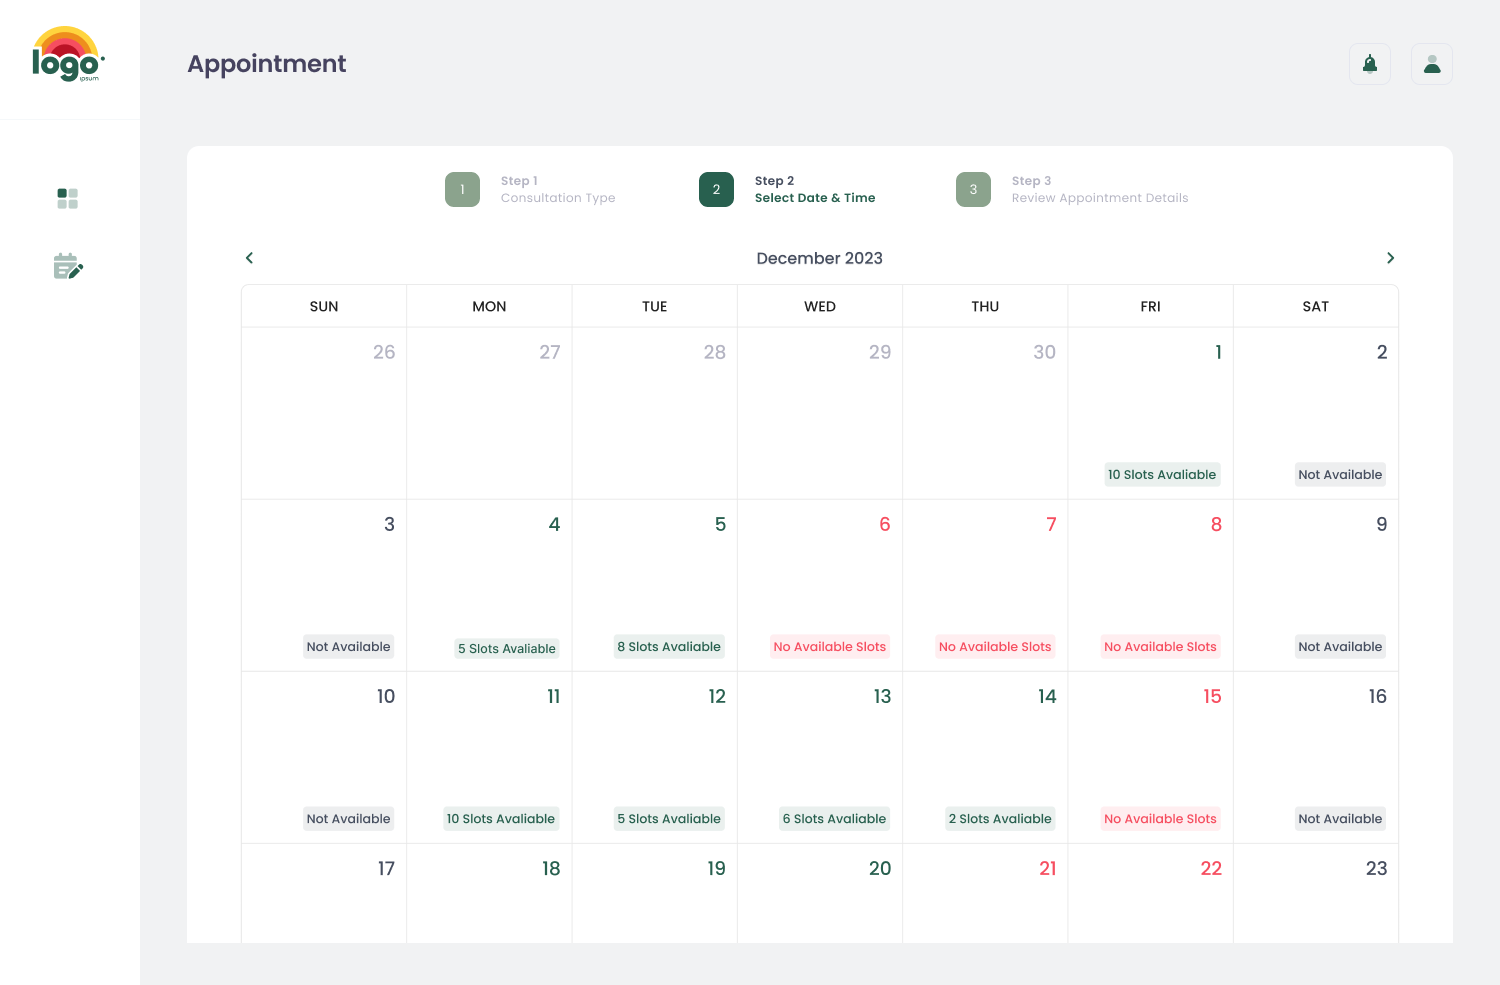 logo
ipsum
Appointment
1
Step 1
Consultation Type
2
Step 2
Select Date & Time
3
Step 3
Review Appointment Details
December 2023
SUN MON TUE WED THU FRI SAT
26 27 28 29 30 1 2
10 Slots Avaliable Not Available
3 4 5 6 7 8 9
Not Available 5 Slots Avaliable 8 Slots Avaliable No Available Slots No Available Slots No Available Slots Not Available
10 11 12 13 14 15 16
Not Available 10 Slots Avaliable 5 Slots Avaliable 6 Slots Avaliable 2 Slots Avaliable No Available Slots Not Available
17 18 19 20 21 22 23